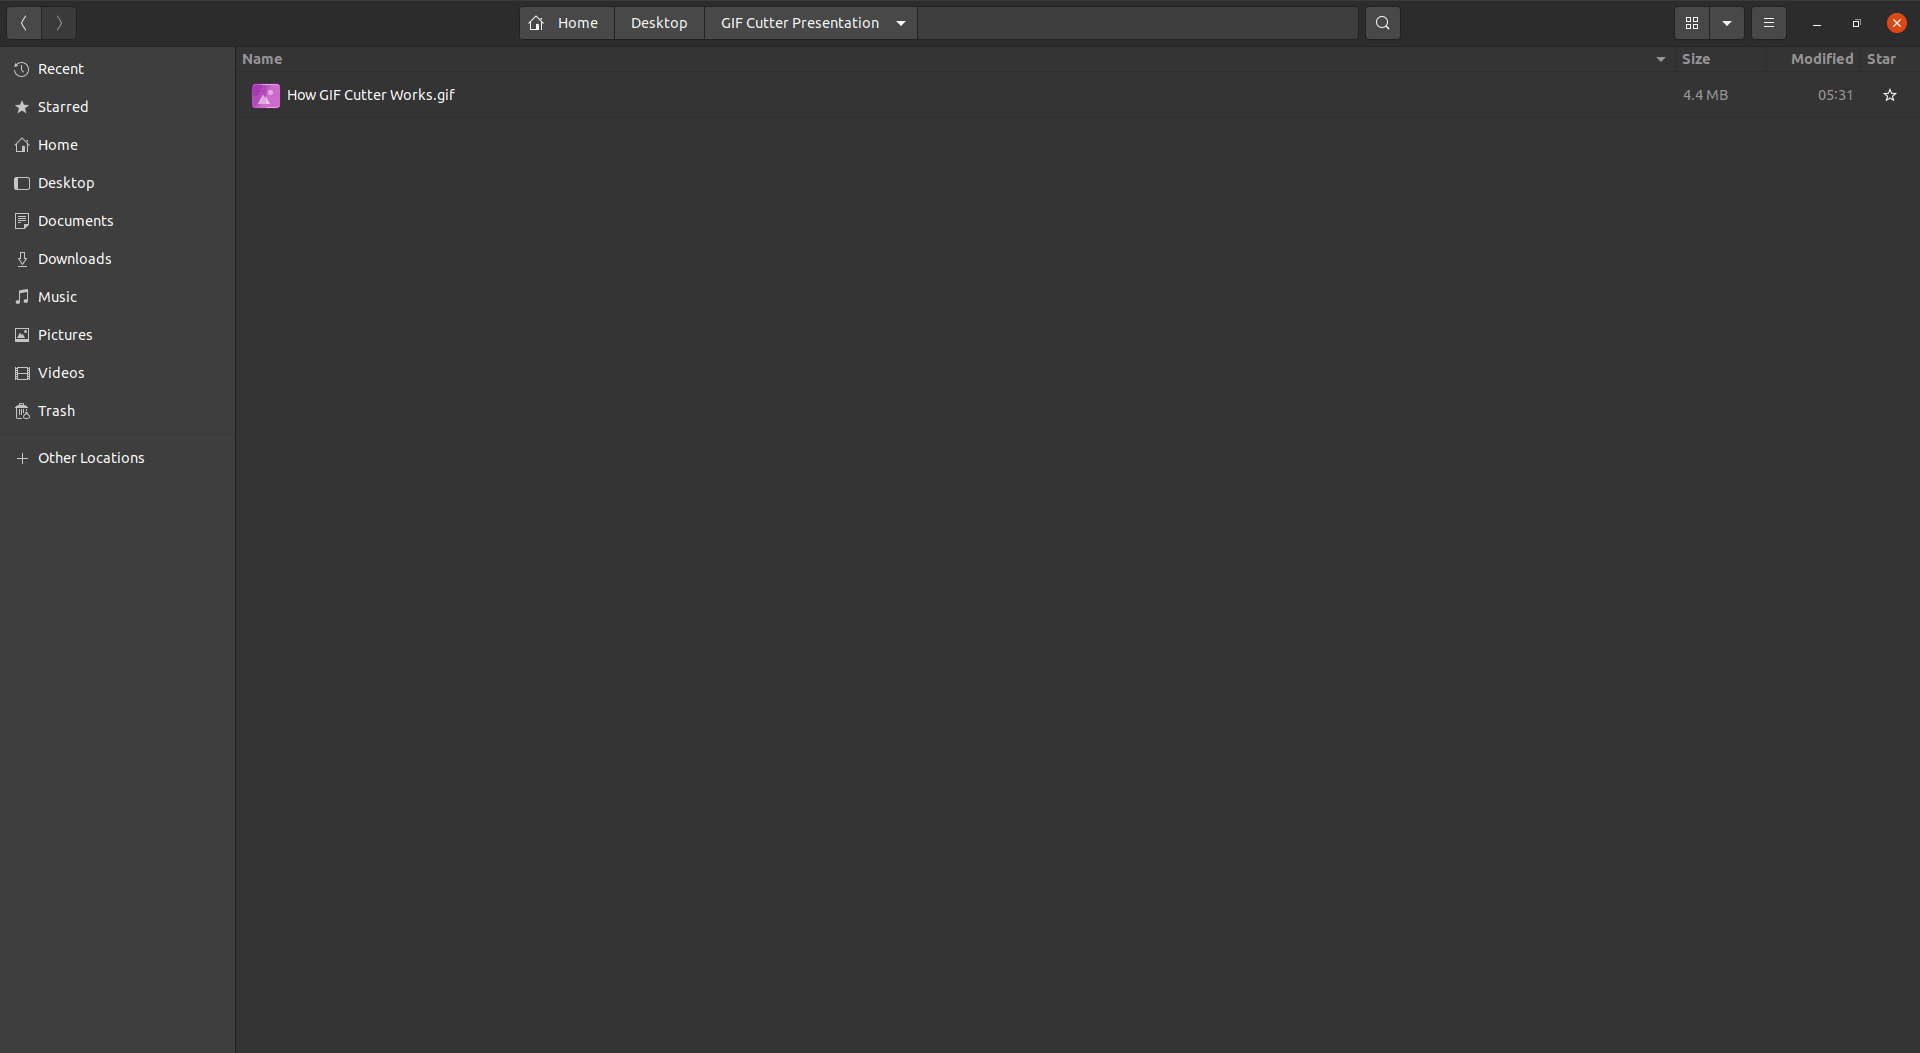 Home Desktop GIF Cutter Presentation
Recent
Starred
Home
Desktop
Documents
Downloads
Music
Pictures
Videos
Trash
Other Locations
Name Size Modified Star
How GIF Cutter Works.gif 4.4 MB 05:31